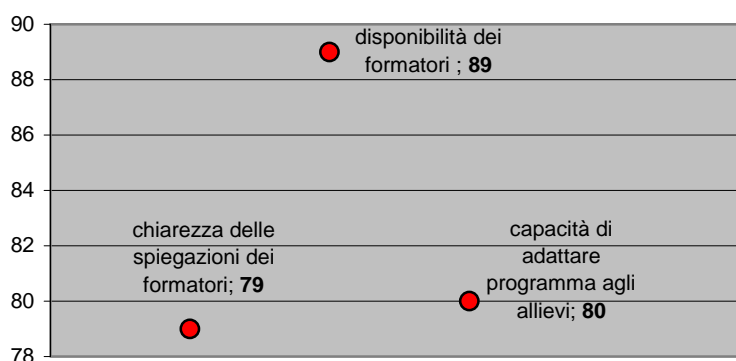 90
88
86
84
82
80
78
disponibilità dei
formatori ; 89
chiarezza delle
spiegazioni dei
formatori; 79
capacità di
adattare
programma agli
allievi; 80